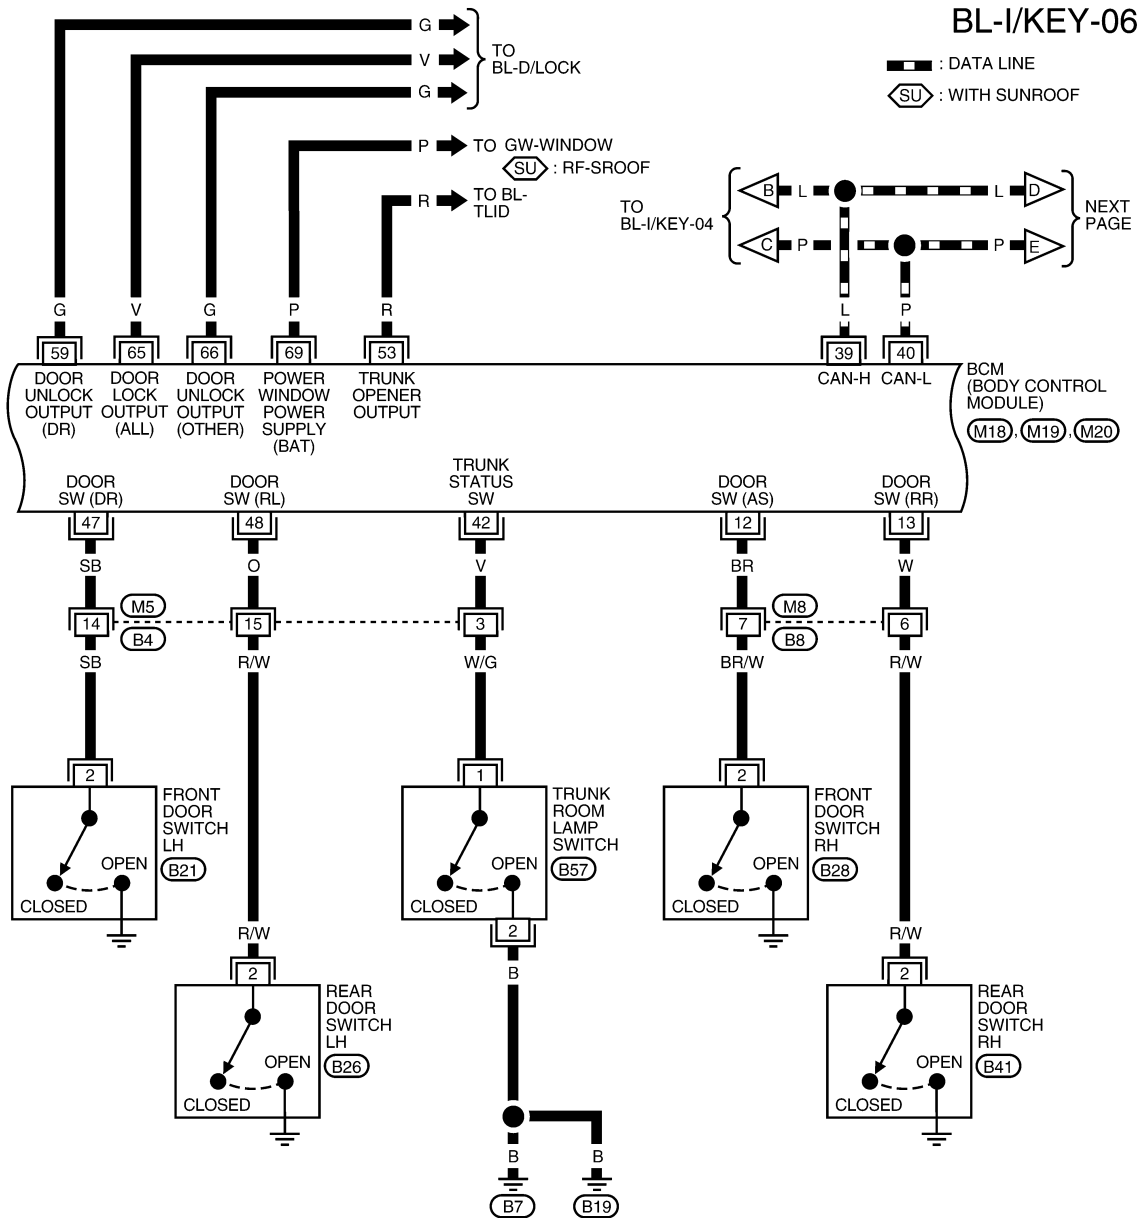 BL-I/KEY-06
G
V
G
TO
BL-D/LOCK
: DATA LINE
SU : WITH SUNROOF
P TO GW-WINDOW
SU : RF-SROOF
R TO BL-
TLID
TO
BL-I/KEY-04
B L L D
C P P E
NEXT
PAGE
G V G P R L P
59 65 66 69 53 39 40
DOOR
UNLOCK
OUTPUT
(DR)
DOOR
LOCK
OUTPUT
(ALL)
DOOR
UNLOCK
OUTPUT
(OTHER)
POWER
WINDOW
POWER
SUPPLY
(BAT)
TRUNK
OPENER
OUTPUT
CAN-H CAN-L
BCM
(BODY CONTROL
MODULE)
M18 , M19 , M20
DOOR
SW (DR)
DOOR
SW (RL)
TRUNK
STATUS
SW
DOOR
SW (AS)
DOOR
SW (RR)
47 48 42 12 13
SB O V BR W
M5 M8
14 15 3 7 6
B4 B8
SB R/W W/G BR/W R/W
2 1 2
FRONT
DOOR
SWITCH
LH
B21
OPEN
CLOSED
TRUNK
ROOM
LAMP
SWITCH
B57
OPEN
CLOSED
2
FRONT
DOOR
SWITCH
RH
B28
OPEN
CLOSED
R/W B R/W
2 2
REAR
DOOR
SWITCH
LH
B26
OPEN
CLOSED
REAR
DOOR
SWITCH
RH
B41
OPEN
CLOSED
B B
B7 B19